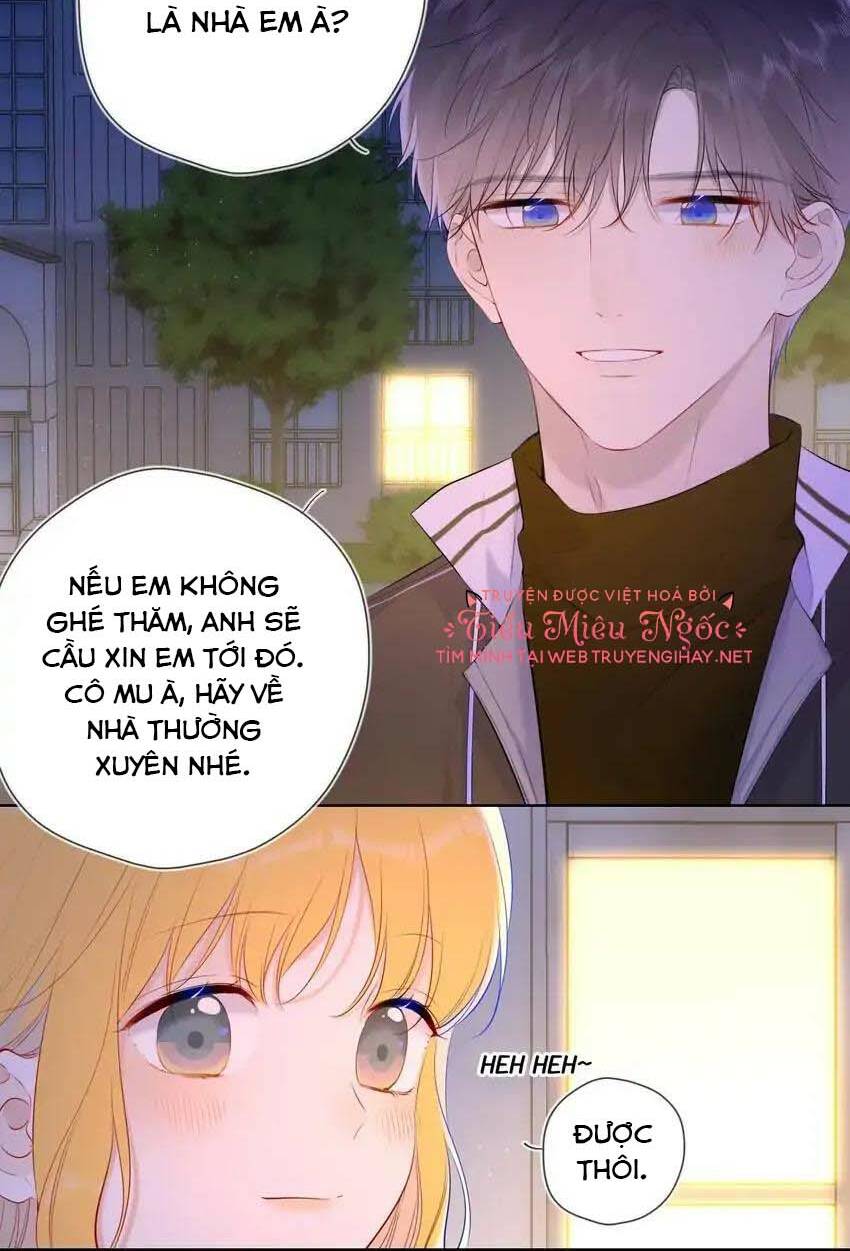 LÀ NHÀ EM À?
NẾU EM KHÔNG
GHÉ THĂM, ANH SẼ
CẦU XIN EM TỚI ĐÓ.
CÔ MU À, HÃY VỀ
NHÀ THƯỜNG
XUYÊN NHÉ.
TRUYỆN ĐƯỢC VIỆT HOÁ BỞI
Tiểu Miêu Ngốc
TÌM MÌNH TẠI WEB TRUYENGIHAY.NET
HEH HEH~
ĐƯỢC
THÔI.